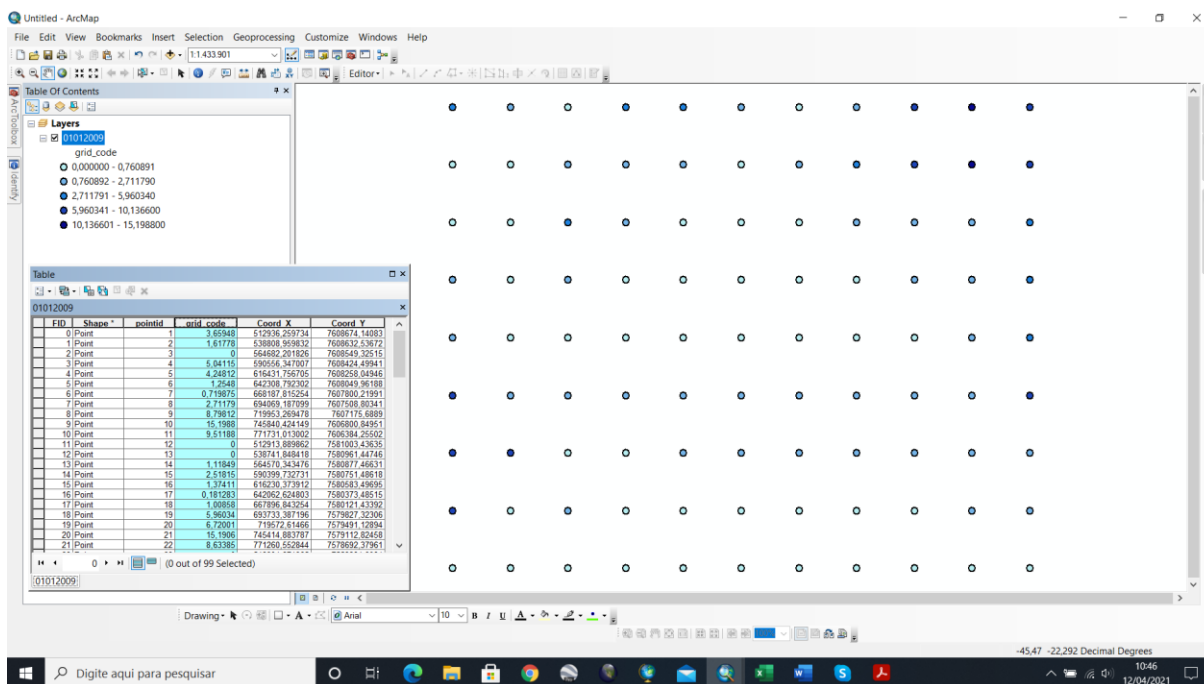 Untitled - ArcMap
File Edit View Bookmarks Insert Selection Geoprocessing Customize Windows Help
1:1.433.901
Editor
Table Of Contents
ArcToolbox
Identify
Layers
01012009
grid_code
0,000000 - 0,760891
0,760892 - 2,711790
2,711791 - 5,960340
5,960341 - 10,136600
10,136601 - 15,198800
Table
01012009
FID Shape * pointid grid_code Coord_X Coord_Y
0 Point 1 3,65948 512936,259734 7608674,14083
1 Point 2 1,61778 538808,959832 7608632,53672
2 Point 3 0 564682,201826 7608549,32515
3 Point 4 5,04115 590556,347007 7608424,49941
4 Point 5 4,24812 616431,756705 7608258,04946
5 Point 6 1,2548 642308,792302 7608049,96188
6 Point 7 0,719875 668187,815254 7607800,21991
7 Point 8 2,71179 694069,187099 7607508,80341
8 Point 9 8,79812 719953,269478 7607175,6889
9 Point 10 15,1988 745840,424149 7606800,84951
10 Point 11 9,51188 771731,013002 7606384,25502
11 Point 12 0 512913,889862 7581003,43635
12 Point 13 0 538741,848418 7580961,44746
13 Point 14 1,11849 564570,343476 7580877,46631
14 Point 15 2,51815 590399,732731 7580751,48618
15 Point 16 1,37411 616230,373912 7580583,49695
16 Point 17 0,181283 642062,624803 7580373,48515
17 Point 18 1,00858 667896,843254 7580121,43392
18 Point 19 5,96034 693733,387196 7579827,32306
19 Point 20 6,72001 719572,61466 7579491,12894
20 Point 21 15,1906 745414,883787 7579112,82458
21 Point 22 8,63385 771260,552844 7578692,37961
0 (0 out of 99 Selected)
01012009
Drawing A Arial 10 B I U A
-45,47 -22,292 Decimal Degrees
Digite aqui para pesquisar
10:46
12/04/2021